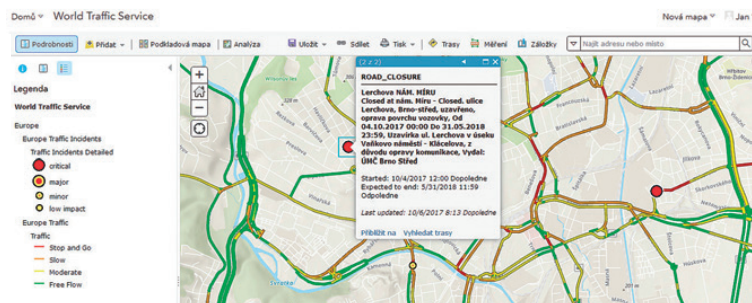 Domů World Traffic Service
Nová mapa Jan
Podrobnosti Přidat Podkladová mapa Analýza Uložit Sdílet Tisk Trasy Měření Záložky Najít adresu nebo místo
Legenda
World Traffic Service
Europe
Europe Traffic Incidents
Traffic Incidents Detailed
critical
major
minor
low impact
Europe Traffic
Traffic
Stop and Go
Slow
Moderate
Free Flow
(2 z 2)
ROAD_CLOSURE
Lerchova NÁM. MÍRU
Closed at nám. Míru - Closed. ulice
Lerchova, Brno-střed, uzavřeno,
oprava povrchu vozovky, Od
04.10.2017 00:00 Do 31.05.2018
23:59, Uzavírka ul. Lerchova v úseku
Vaňkovo náměstí - Klácelova, z
důvodu opravy komunikace, Vydal:
ÚMČ Brno Střed
Started: 10/4/2017 12:00 Dopoledne
Expected to end: 5/31/2018 11:59
Odpoledne
Last updated: 10/6/2017 8:13 Dopoledne
Přiblížit na Vyhledat trasy
Svratka